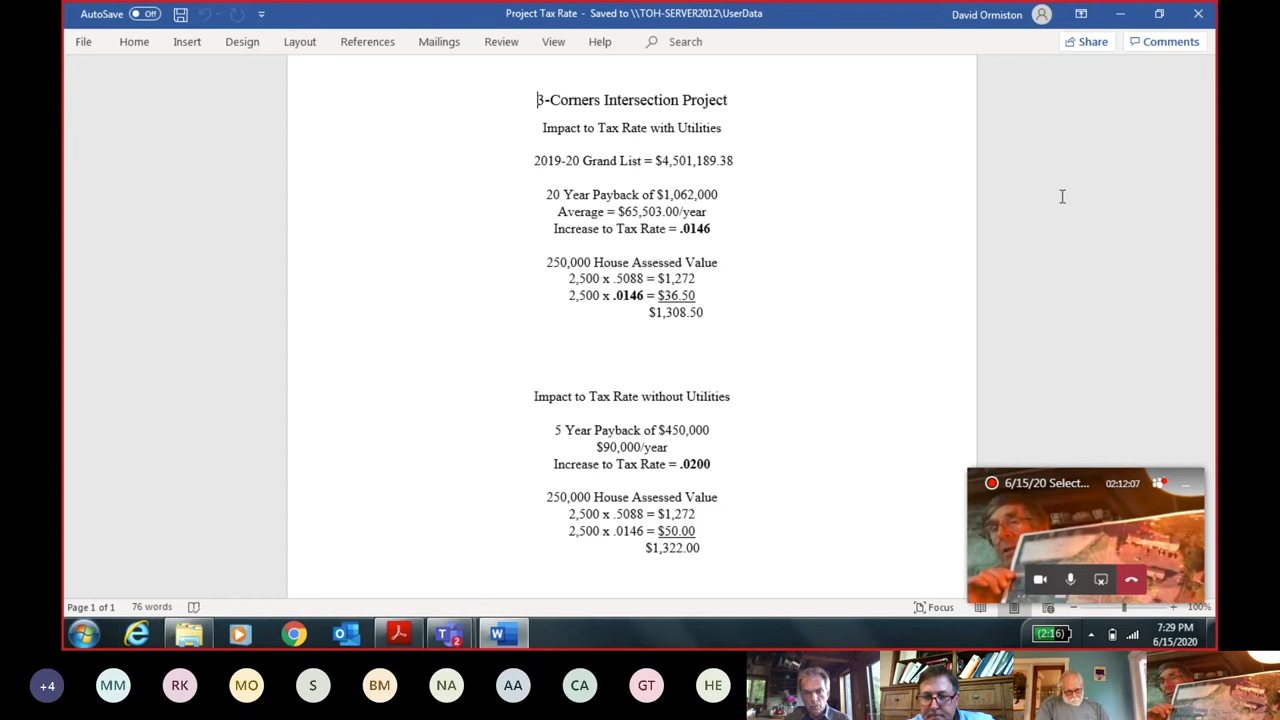 AutoSave Off Project Tax Rate - Saved to \\TOH-SERVER2012\UserData David Ormiston
File Home Insert Design Layout References Mailings Review View Help Search Share Comments
3-Corners Intersection Project
Impact to Tax Rate with Utilities
2019-20 Grand List = $4,501,189.38
20 Year Payback of $1,062,000
Average = $65,503.00/year
Increase to Tax Rate = .0146
250,000 House Assessed Value
2,500 x .5088 = $1,272
2,500 x .0146 = $36.50
$1,308.50
Impact to Tax Rate without Utilities
5 Year Payback of $450,000
$90,000/year
Increase to Tax Rate = .0200
250,000 House Assessed Value
2,500 x .5088 = $1,272
2,500 x .0146 = $50.00
$1,322.00
6/15/20 Select... 02:12:07
Page 1 of 1 76 words Focus 100%
(2:16) 7:29 PM
6/15/2020
+4 MM RK MO S BM NA AA CA GT HE